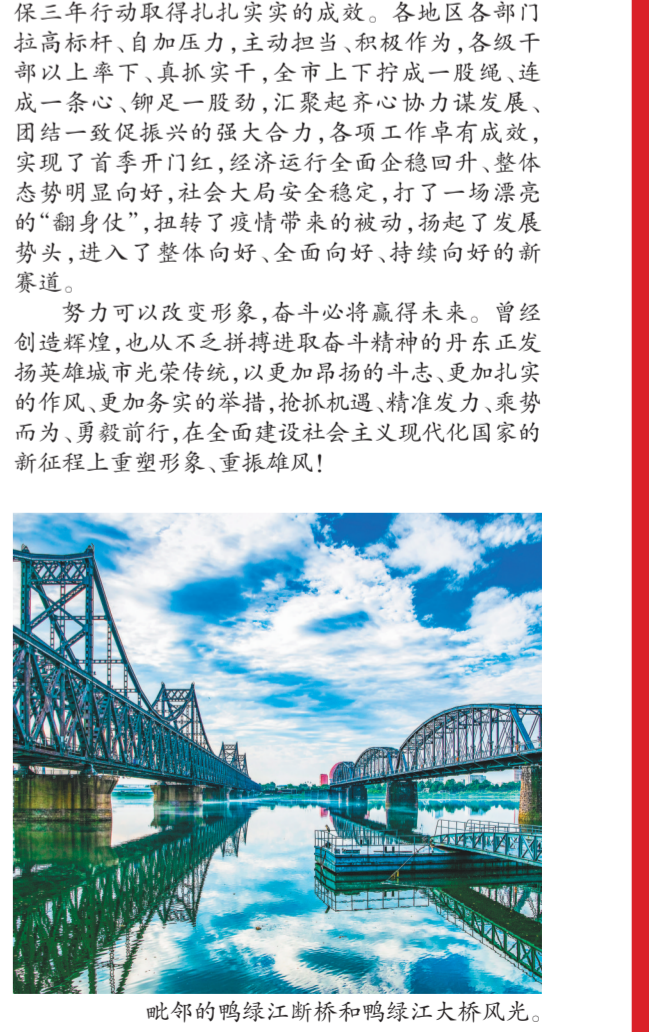 保三年行动取得扎扎实实的成效。各地区各部门
拉高标杆、自加压力,主动担当、积极作为,各级干
部以上率下、真抓实干,全市上下拧成一股绳、连
成一条心、铆足一股劲,汇聚起齐心协力谋发展、
团结一致促振兴的强大合力,各项工作卓有成效,
实现了首季开门红,经济运行全面企稳回升、整体
态势明显向好,社会大局安全稳定,打了一场漂亮
的“翻身仗”,扭转了疫情带来的被动,扬起了发展
势头,进入了整体向好、全面向好、持续向好的新
赛道。
努力可以改变形象,奋斗必将赢得未来。曾经
创造辉煌,也从不乏拼搏进取奋斗精神的丹东正发
扬英雄城市光荣传统,以更加昂扬的斗志、更加扎实
的作风、更加务实的举措,抢抓机遇、精准发力、乘势
而为、勇毅前行,在全面建设社会主义现代化国家的
新征程上重塑形象、重振雄风!
毗邻的鸭绿江断桥和鸭绿江大桥风光。